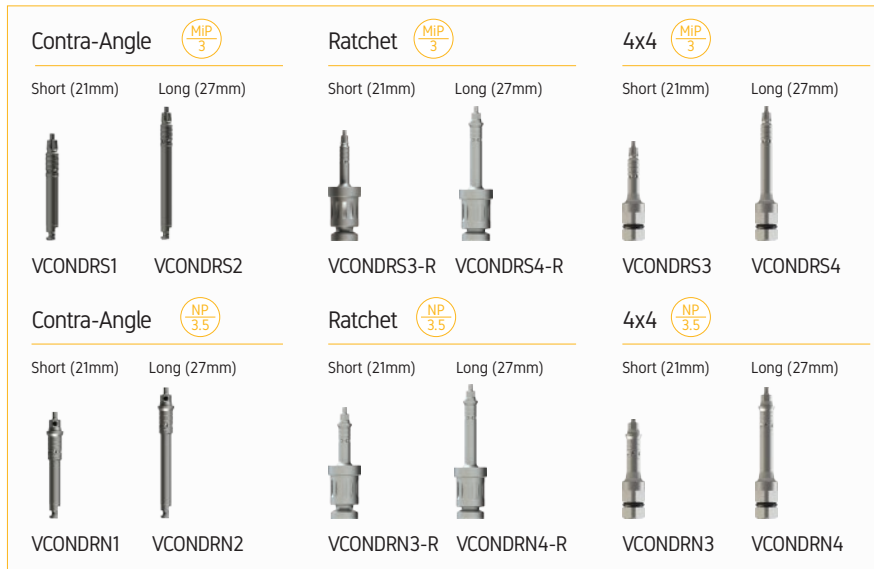 Contra-Angle MiP 3
Short (21mm) Long (27mm)
VCONDRS1 VCONDRS2
Ratchet MiP 3
Short (21mm) Long (27mm)
VCONDRS3-R VCONDRS4-R
4x4 MiP 3
Short (21mm) Long (27mm)
VCONDRS3 VCONDRS4
Contra-Angle NP 3.5
Short (21mm) Long (27mm)
VCONDRN1 VCONDRN2
Ratchet NP 3.5
Short (21mm) Long (27mm)
VCONDRN3-R VCONDRN4-R
4x4 NP 3.5
Short (21mm) Long (27mm)
VCONDRN3 VCONDRN4